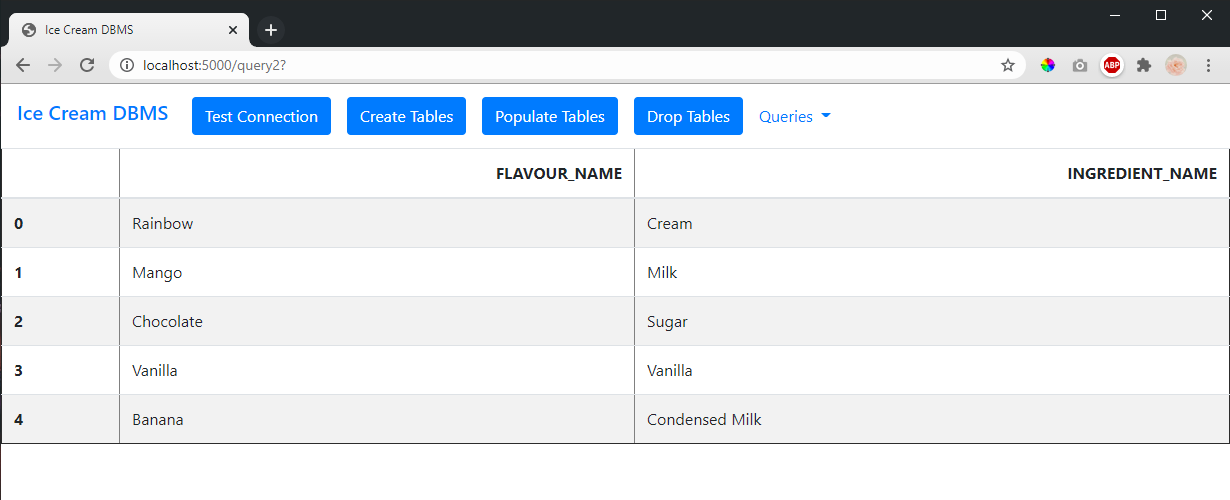 Ice Cream DBMS
localhost:5000/query2?
ABP
Ice Cream DBMS Test Connection Create Tables Populate Tables Drop Tables Queries
FLAVOUR_NAME INGREDIENT_NAME
0 Rainbow Cream
1 Mango Milk
2 Chocolate Sugar
3 Vanilla Vanilla
4 Banana Condensed Milk